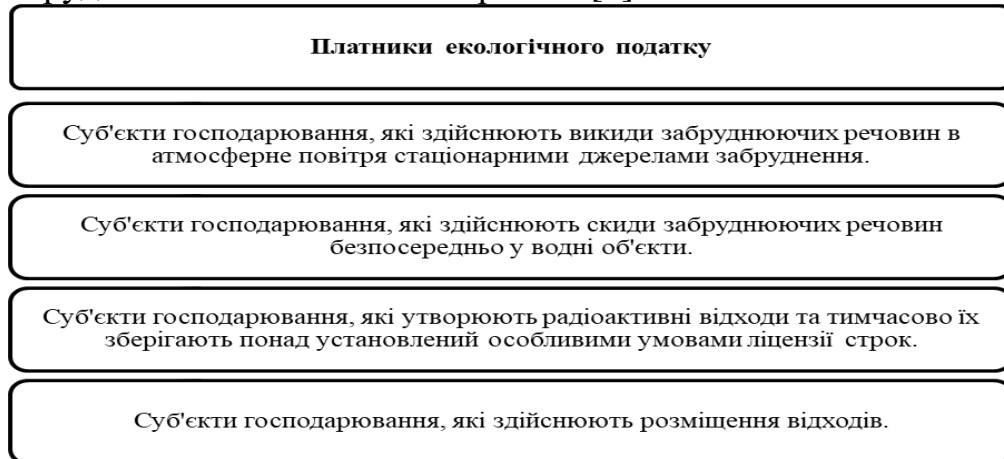 Платники екологічного податку
Суб'єкти господарювання, які здійснюють викиди забруднюючих речовин в
атмосферне повітря стаціонарними джерелами забруднення.
Суб'єкти господарювання, які здійснюють скиди забруднюючих речовин
безпосередньо у водні об'єкти.
Суб'єкти господарювання, які утворюють радіоактивні відходи та тимчасово їх
зберігають понад установлений особливими умовами ліцензії строк.
Суб'єкти господарювання, які здійснюють розміщення відходів.